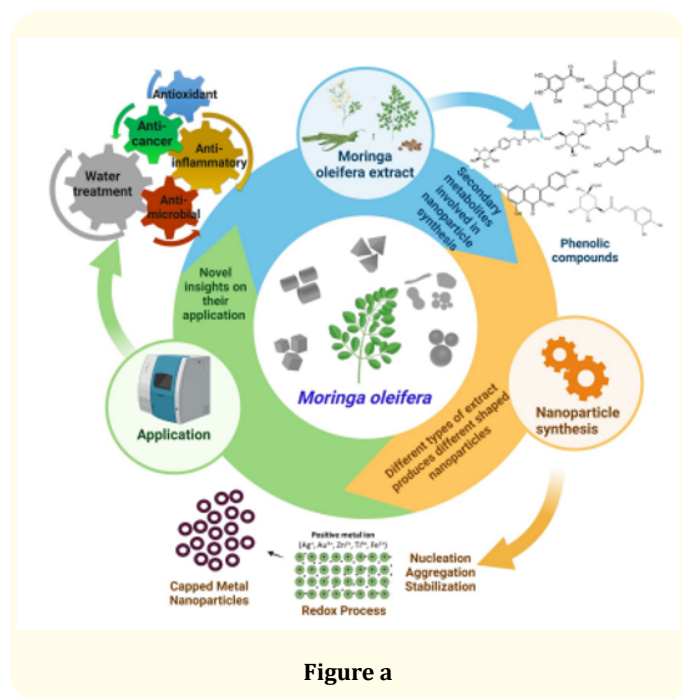 Antioxidant
Anti-
cancer
Anti-
inflammatory
Water
treatment
Anti-
microbial
Moringa
oleifera extract
Secondary
metabolites
involved in
nanoparticle
synthesis
Phenolic
compounds
Novel
insights on
their
application
Moringa oleifera
Application
Nanoparticle
synthesis
Different types of extract
produces different shaped
nanoparticles
Capped Metal
Nanoparticles
Positive metal ion
Redox Process
Nucleation
Aggregation
Stabilization
Figure a